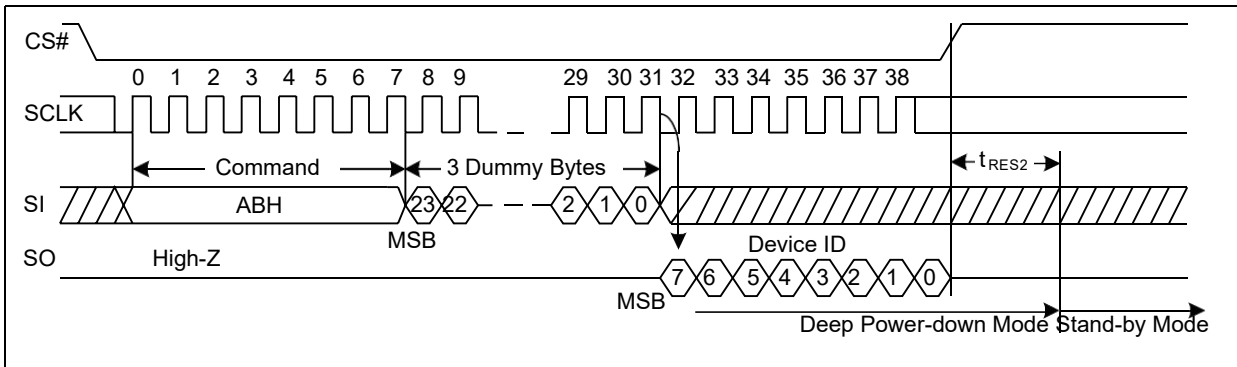 CS#
0 1 2 3 4 5 6 7 8 9 29 30 31 32 33 34 35 36 37 38
SCLK
Command 3 Dummy Bytes tRES2
SI ABH 23 22 2 1 0
MSB Device ID
SO High-Z
7 6 5 4 3 2 1 0
MSB
Deep Power-down Mode Stand-by Mode